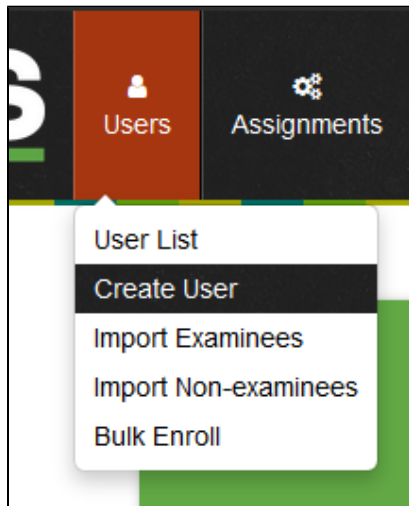 S
Users
Assignments
User List
Create User
Import Examinees
Import Non-examinees
Bulk Enroll